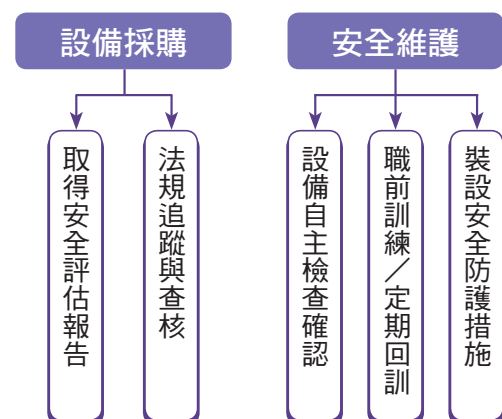 設備採購
取得安全評估報告
法規追蹤與查核
安全維護
設備自主檢查確認
職前訓練／定期回訓
裝設安全防護措施